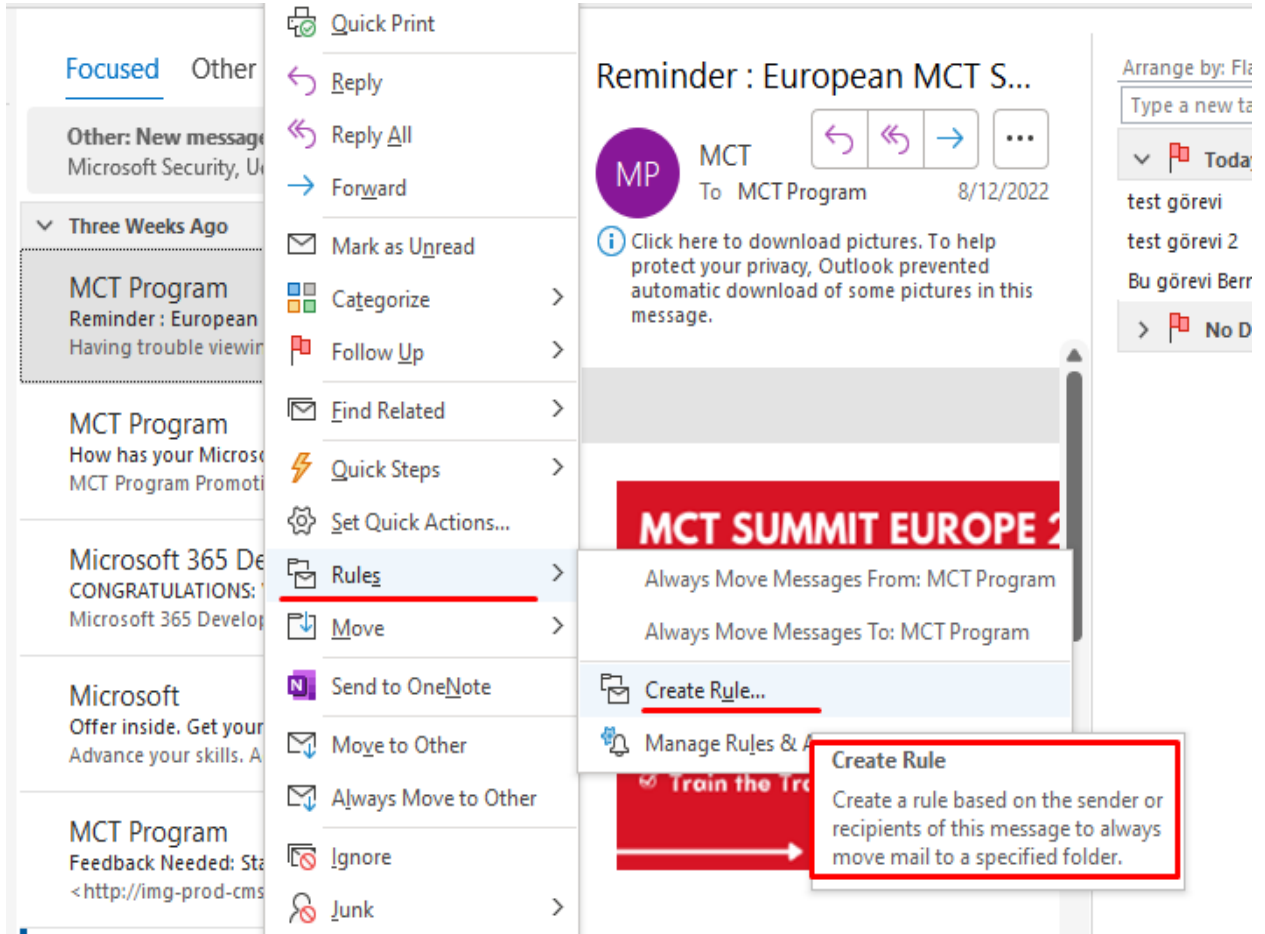 Focused Other
Other: New message
Microsoft Security,
Three Weeks Ago
MCT Program
Reminder : European
Having trouble viewin
MCT Program
How has your Microso
MCT Program Promoti
Microsoft 365 De
CONGRATULATIONS:
Microsoft 365 Develop
Microsoft
Offer inside. Get your
Advance your skills. A
MCT Program
Feedback Needed: Sta
<http://img-prod-cms
Quick Print
Reply
Reply All
Forward
Mark as Unread
Categorize
Follow Up
Find Related
Quick Steps
Set Quick Actions...
Rules
Move
Send to OneNote
Move to Other
Always Move to Other
Ignore
Junk
Reminder : European MCT S...
MP
MCT
To MCT Program 8/12/2022
Click here to download pictures. To help
protect your privacy, Outlook prevented
automatic download of some pictures in this
message.
MCT SUMMIT EUROPE 2
Always Move Messages From: MCT Program
Always Move Messages To: MCT Program
Create Rule...
Manage Rules & A
Train the Tra
Create Rule
Create a rule based on the sender or
recipients of this message to always
move mail to a specified folder.
Arrange by: Fla
Type a new ta
Today
test görevi
test görevi 2
Bu görevi Berr
No D